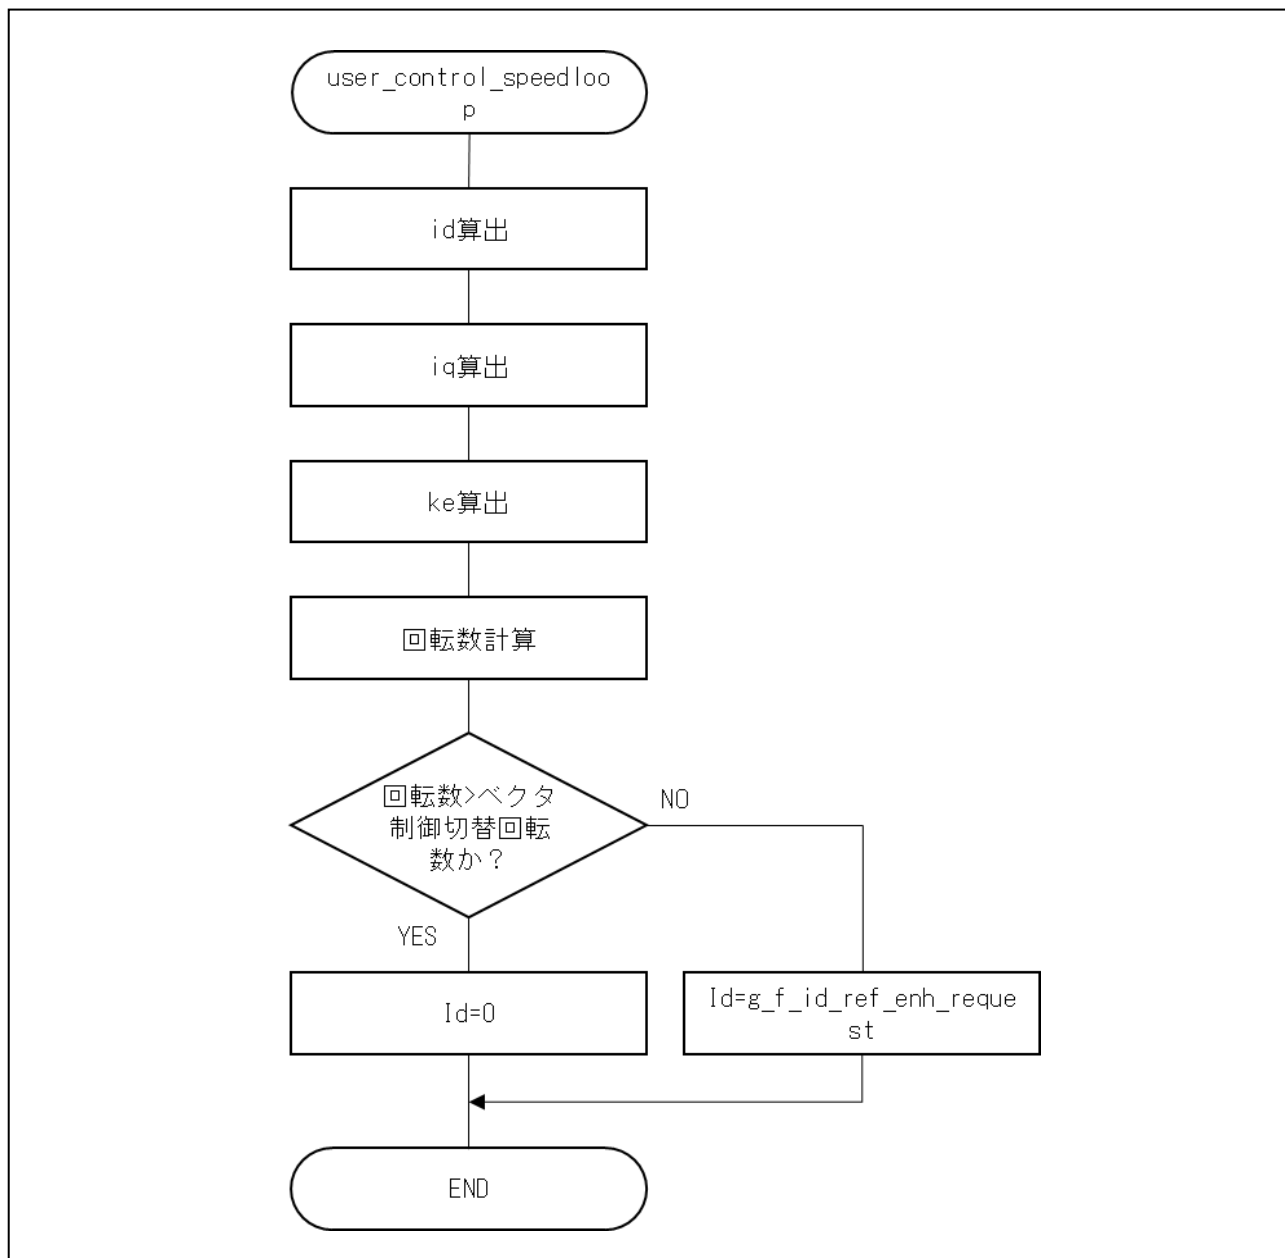 user_control_speedloo
p
id算出
iq算出
ke算出
回転数計算
回転数>ベクタ
制御切替回転
数か？
NO
YES
Id=0
Id=g_f_id_ref_enh_reque
st
END